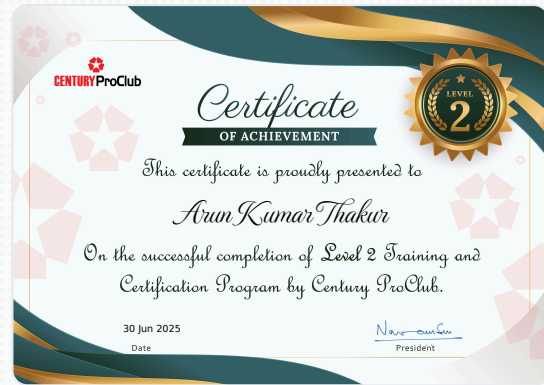 CENTURY ProClub
Certificate
OF ACHIEVEMENT
LEVEL
2
This certificate is proudly presented to
Arun Kumar Thakur
On the successful completion of Level 2 Training and
Certification Program by Century ProClub.
30 Jun 2025
Date
President